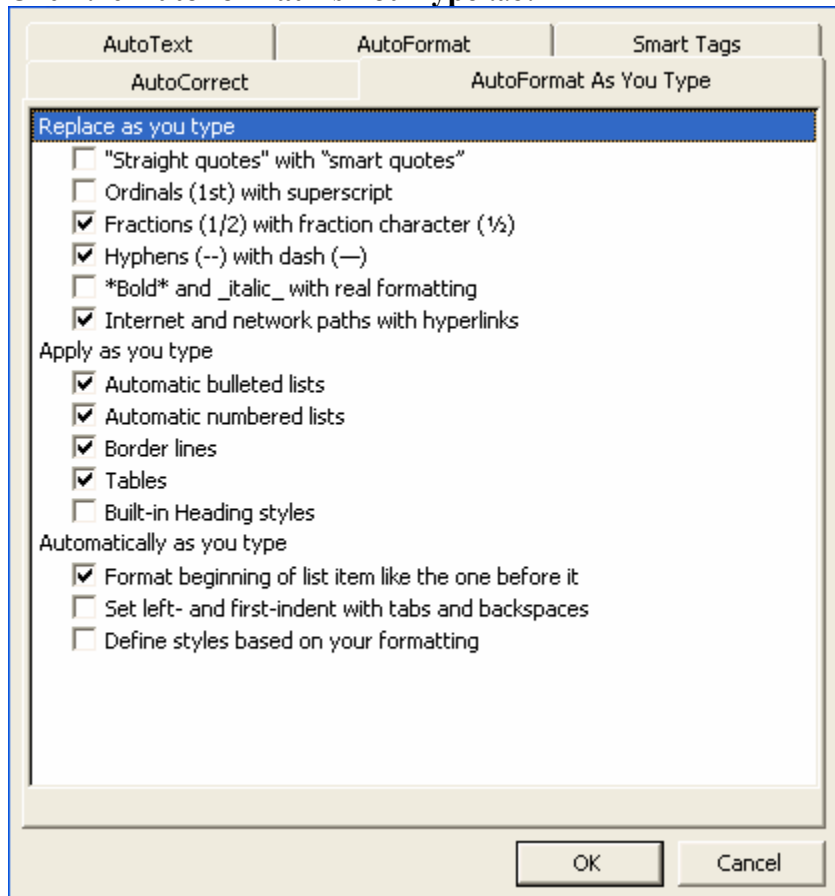 AutoText AutoFormat Smart Tags
AutoCorrect AutoFormat As You Type
Replace as you type
"Straight quotes" with “smart quotes”
Ordinals (1st) with superscript
Fractions (1/2) with fraction character (½)
Hyphens (--) with dash (—)
*Bold* and _italic_ with real formatting
Internet and network paths with hyperlinks
Apply as you type
Automatic bulleted lists
Automatic numbered lists
Border lines
Tables
Built-in Heading styles
Automatically as you type
Format beginning of list item like the one before it
Set left- and first-indent with tabs and backspaces
Define styles based on your formatting
OK Cancel